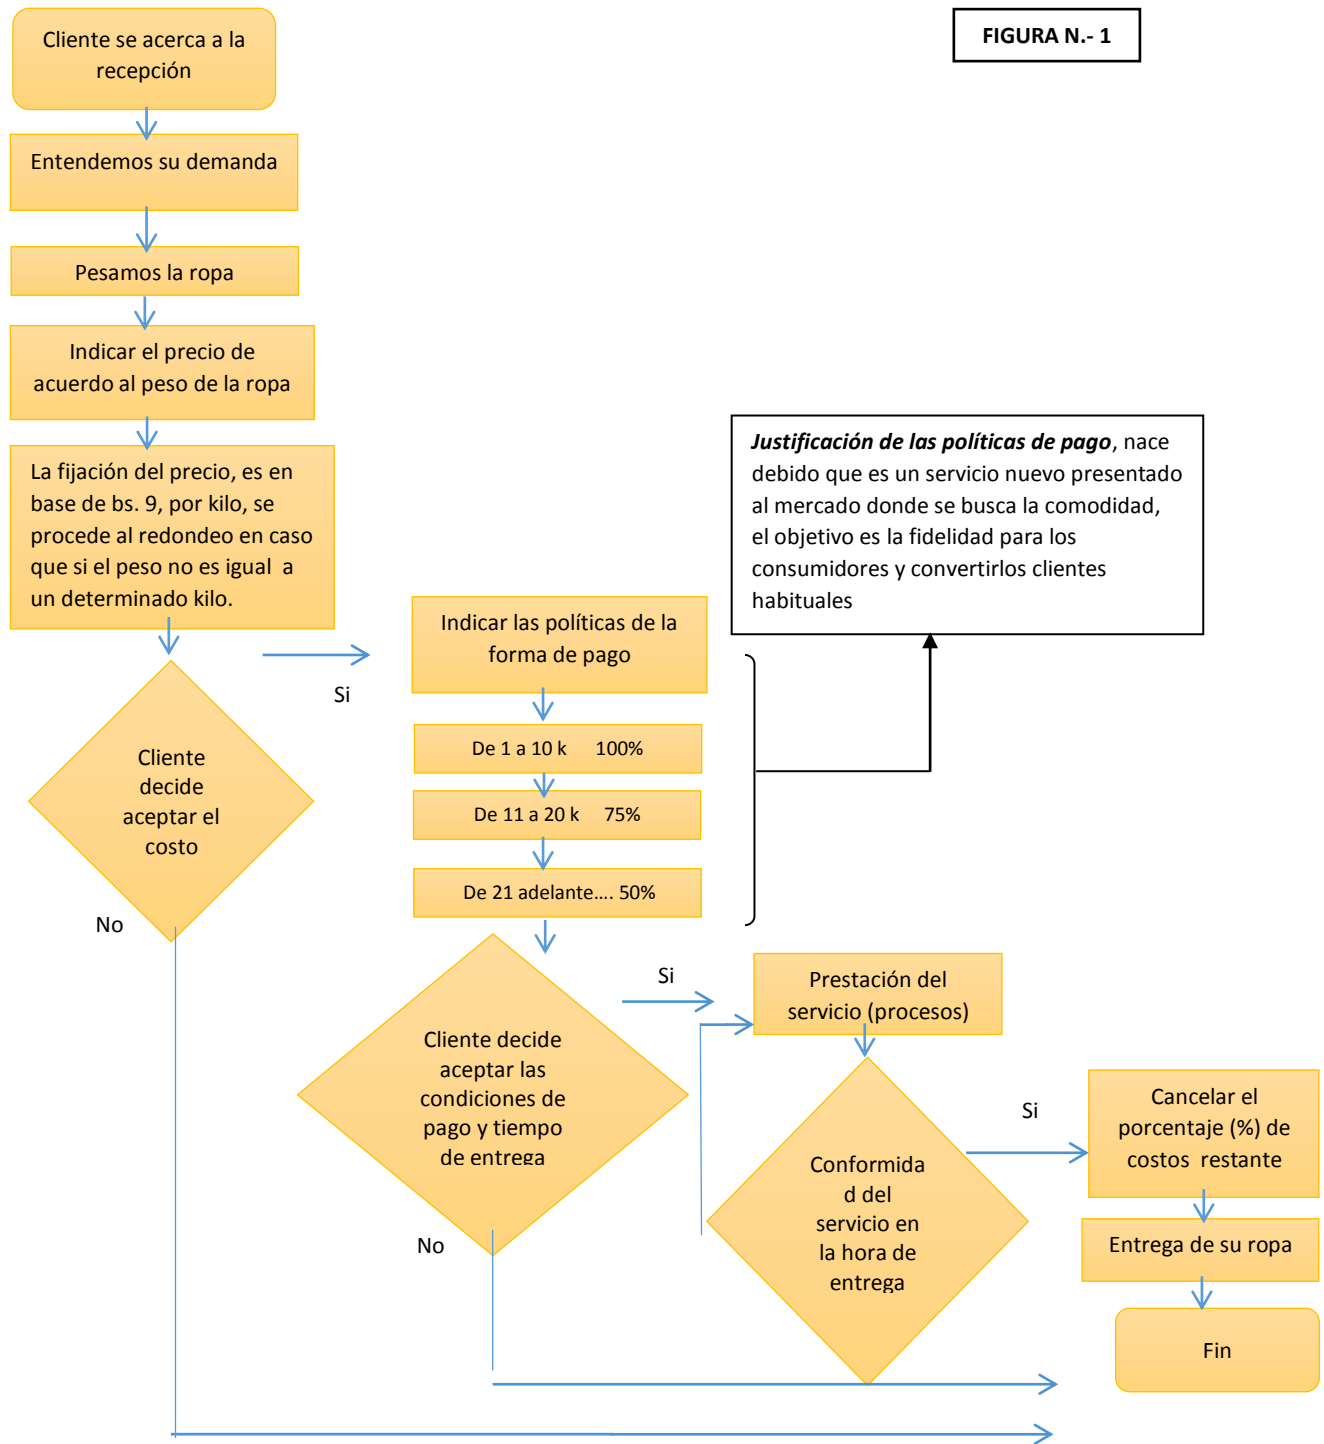 FIGURA N.- 1
Cliente se acerca a la
recepción
Entendemos su demanda
Pesamos la ropa
Indicar el precio de
acuerdo al peso de la ropa
La fijación del precio, es en
base de bs. 9, por kilo, se
procede al redondeo en caso
que si el peso no es igual a
un determinado kilo.
Cliente
decide
aceptar el
costo
Si
No
Indicar las políticas de la
forma de pago
De 1 a 10 k 100%
De 11 a 20 k 75%
De 21 adelante.... 50%
Justificación de las políticas de pago, nace
debido que es un servicio nuevo presentado
al mercado donde se busca la comodidad,
el objetivo es la fidelidad para los
consumidores y convertirlos clientes
habituales
Cliente decide
aceptar las
condiciones de
pago y tiempo
de entrega
Si
No
Prestación del
servicio (procesos)
Conformida
d del
servicio en
la hora de
entrega
Si
Cancelar el
porcentaje (%) de
costos restante
Entrega de su ropa
Fin